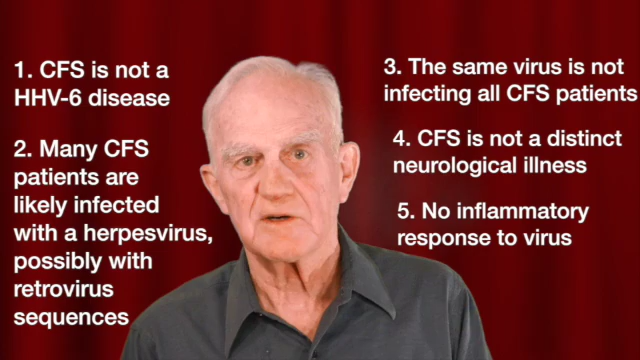 1. CFS is not a
HHV-6 disease
2. Many CFS
patients are
likely infected
with a herpesvirus,
possibly with
retrovirus
sequences
3. The same virus is not
infecting all CFS patients
4. CFS is not a distinct
neurological illness
5. No inflammatory
response to virus